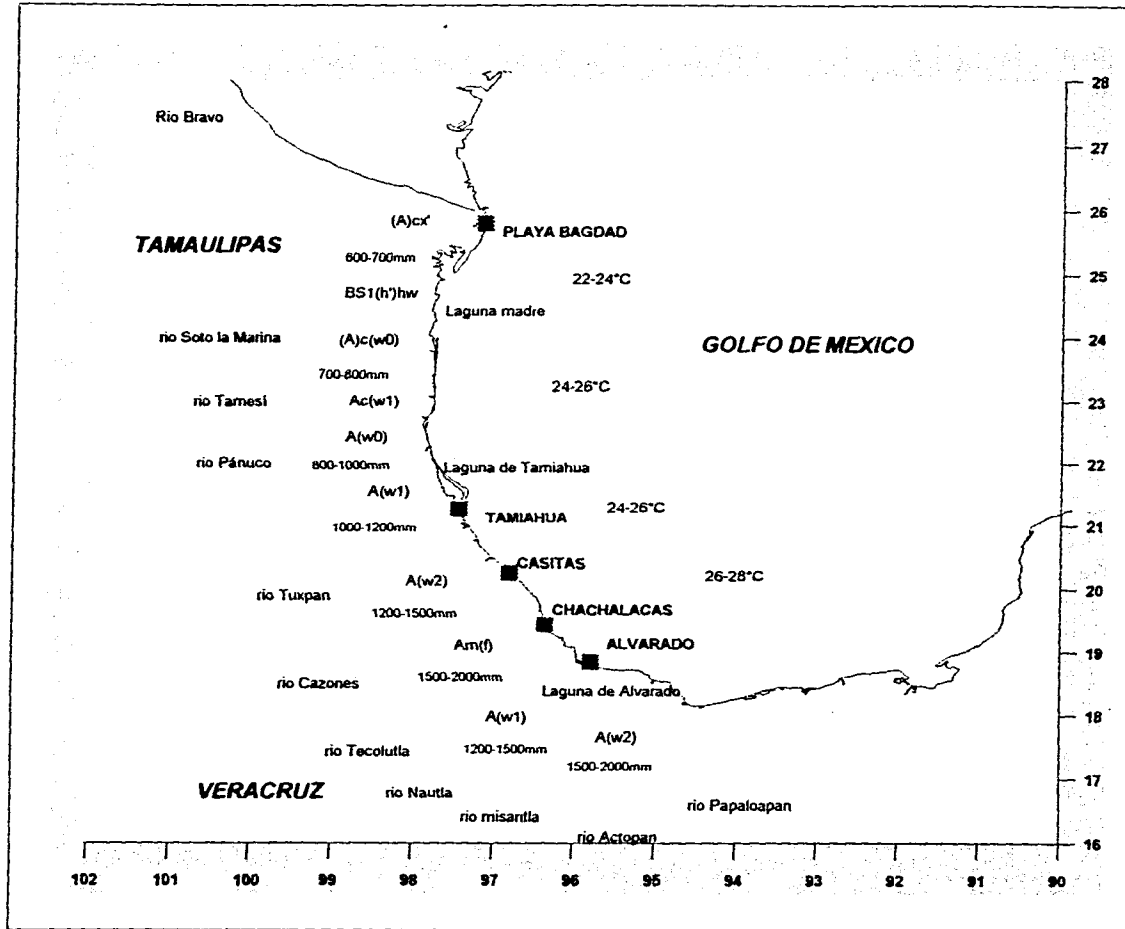 28
Rio Bravo
27
(A)cx'
26
PLAYA BAGDAD
TAMAULIPAS
600-700mm
22-24°C
25
BS1(h')hw
Laguna madre
rio Soto la Marina
(A)c(w0)
GOLFO DE MEXICO
24
700-800mm
24-26°C
rio Tamesí
Ac(w1)
23
A(w0)
rio Pánuco
800-1000mm
Laguna de Tamiahua
22
A(w1)
24-26°C
1000-1200mm
TAMIAHUA
21
CASITAS
26-28°C
A(w2)
rio Tuxpan
20
1200-1500mm
CHACHALACAS
Am(f)
ALVARADO
19
1500-2000mm
rio Cazones
Laguna de Alvarado
A(w1)
18
A(w2)
rio Tecolutla
1200-1500mm
1500-2000mm
17
VERACRUZ
rio Nautla
rio Papaloapan
rio misantla
rio Actopan
16
102 101 100 99 98 97 96 95 94 93 92 91 90